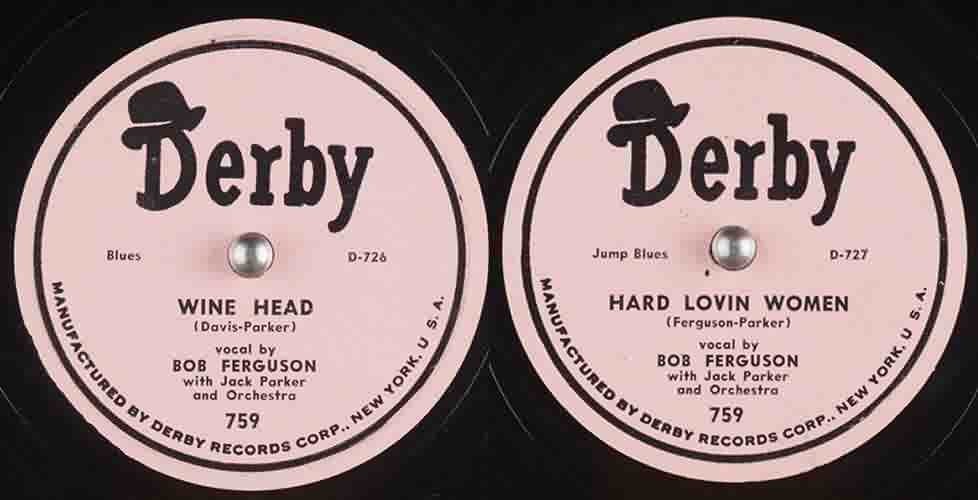 Derby
Blues
D-726
WINE HEAD
(Davis-Parker)
vocal by
BOB FERGUSON
with Jack Parker
and Orchestra
759
MANUFACTURED BY DERBY RECORDS CORP., NEW YORK, U. S. A.
Derby
Jump Blues
D-727
HARD LOVIN WOMEN
(Ferguson-Parker)
vocal by
BOB FERGUSON
with Jack Parker
and Orchestra
759
MANUFACTURED BY DERBY RECORDS CORP., NEW YORK, U. S. A.